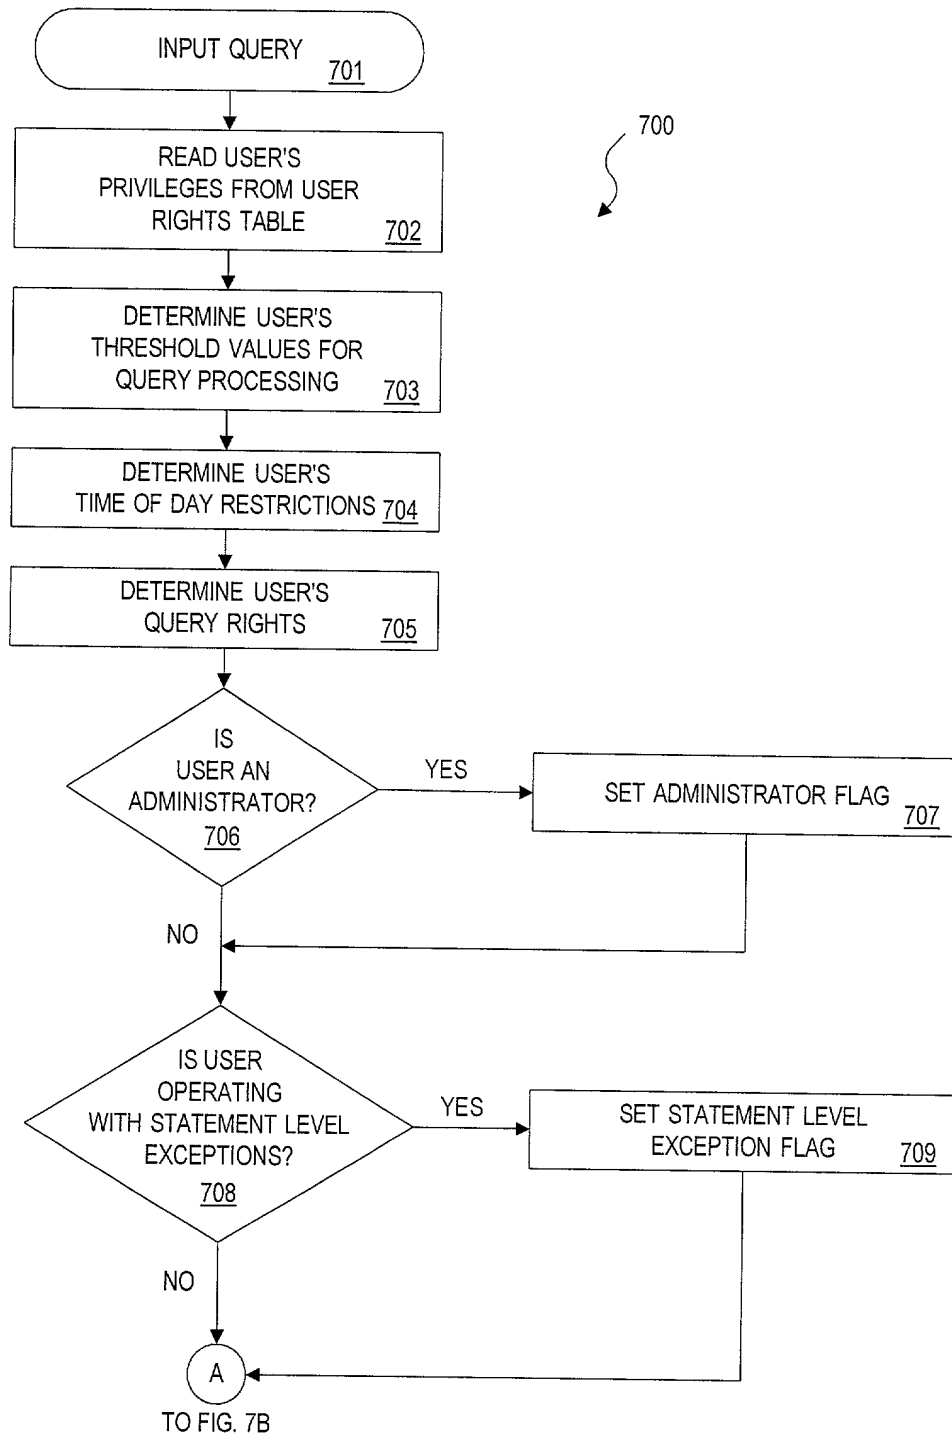 INPUT QUERY
701
700
READ USER'S
PRIVILEGES FROM USER
RIGHTS TABLE
702
DETERMINE USER'S
THRESHOLD VALUES FOR
QUERY PROCESSING
703
DETERMINE USER'S
TIME OF DAY RESTRICTIONS
704
DETERMINE USER'S
QUERY RIGHTS
705
IS
USER AN
ADMINISTRATOR?
706
YES
SET ADMINISTRATOR FLAG
707
NO
IS USER
OPERATING
WITH STATEMENT LEVEL
EXCEPTIONS?
708
YES
SET STATEMENT LEVEL
EXCEPTION FLAG
709
NO
A
TO FIG. 7B